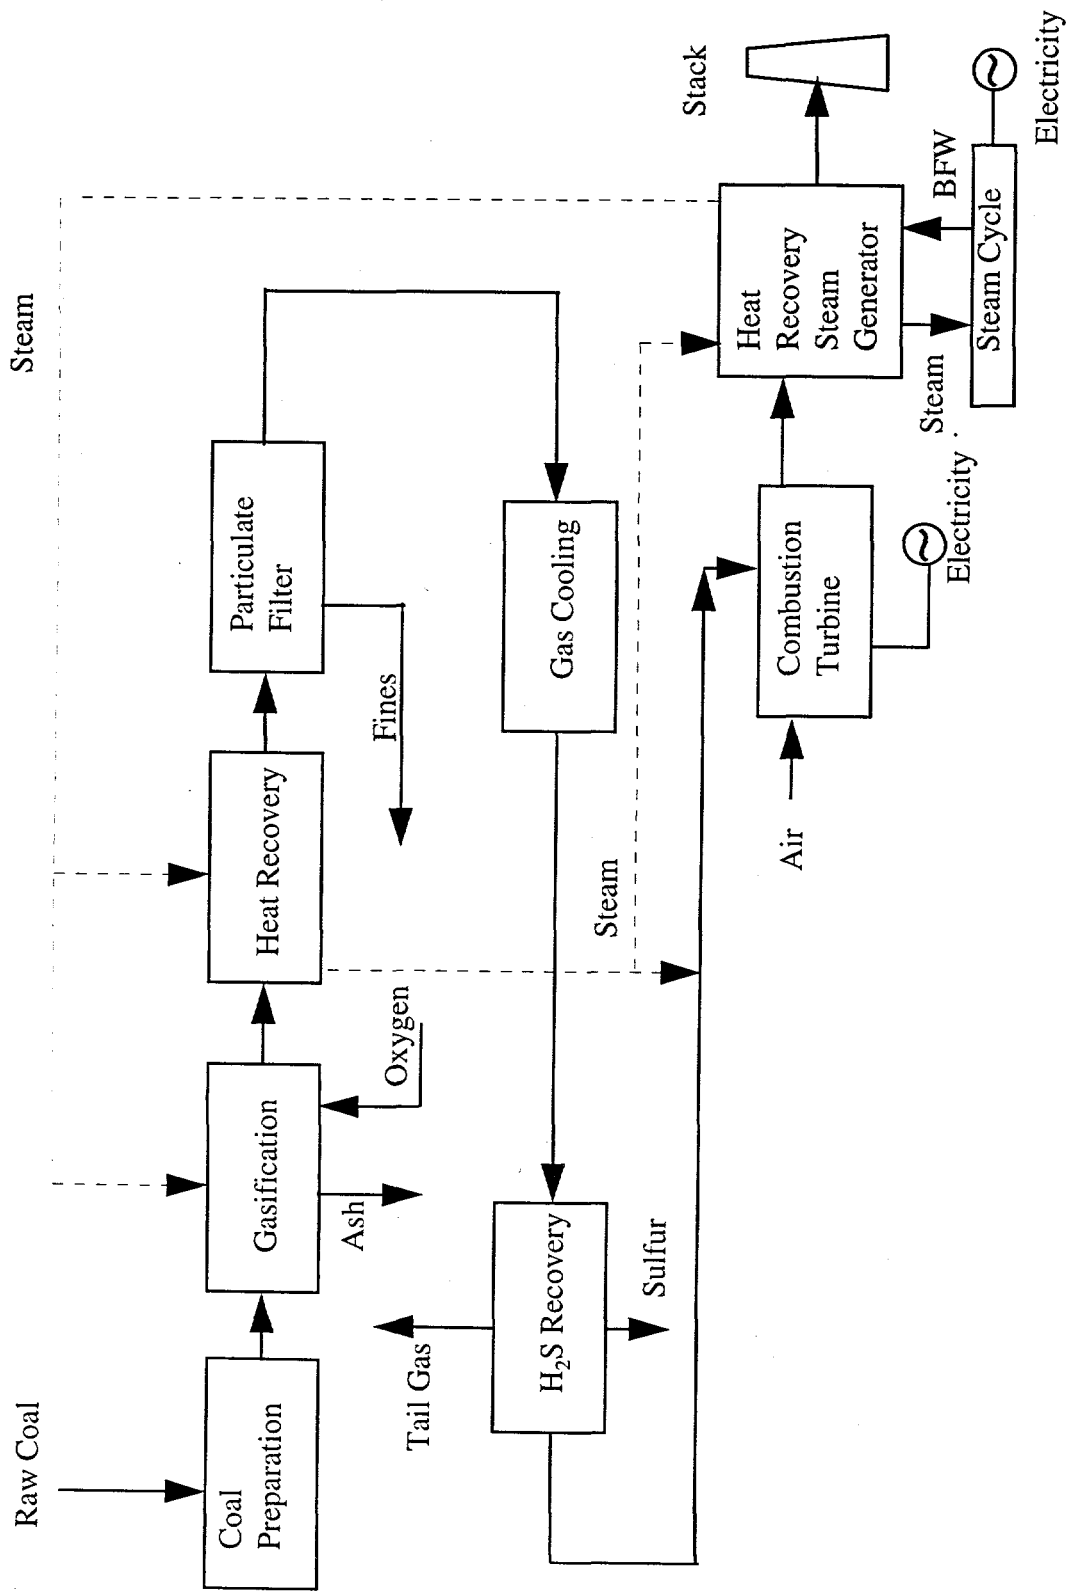 Raw Coal
Steam
Coal
Preparation
Gasification
Heat Recovery
Particulate
Filter
Ash
Oxygen
Fines
Tail Gas
H₂S Recovery
Gas Cooling
Sulfur
Steam
Air
Combustion
Turbine
Electricity
Heat
Recovery
Steam
Generator
Stack
Steam
BFW
Steam Cycle
Electricity